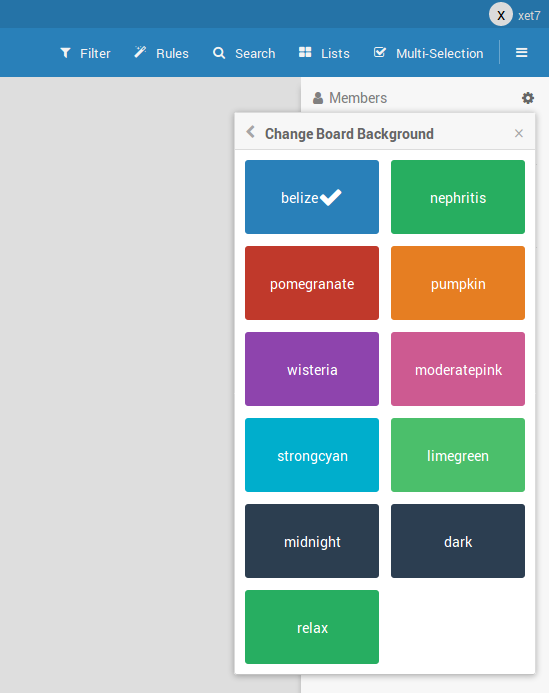 x xet7
Filter Rules Search Lists Multi-Selection
Members
Change Board Background ×
belize nephritis
pomegranate pumpkin
wisteria moderatepink
strongcyan limegreen
midnight dark
relax